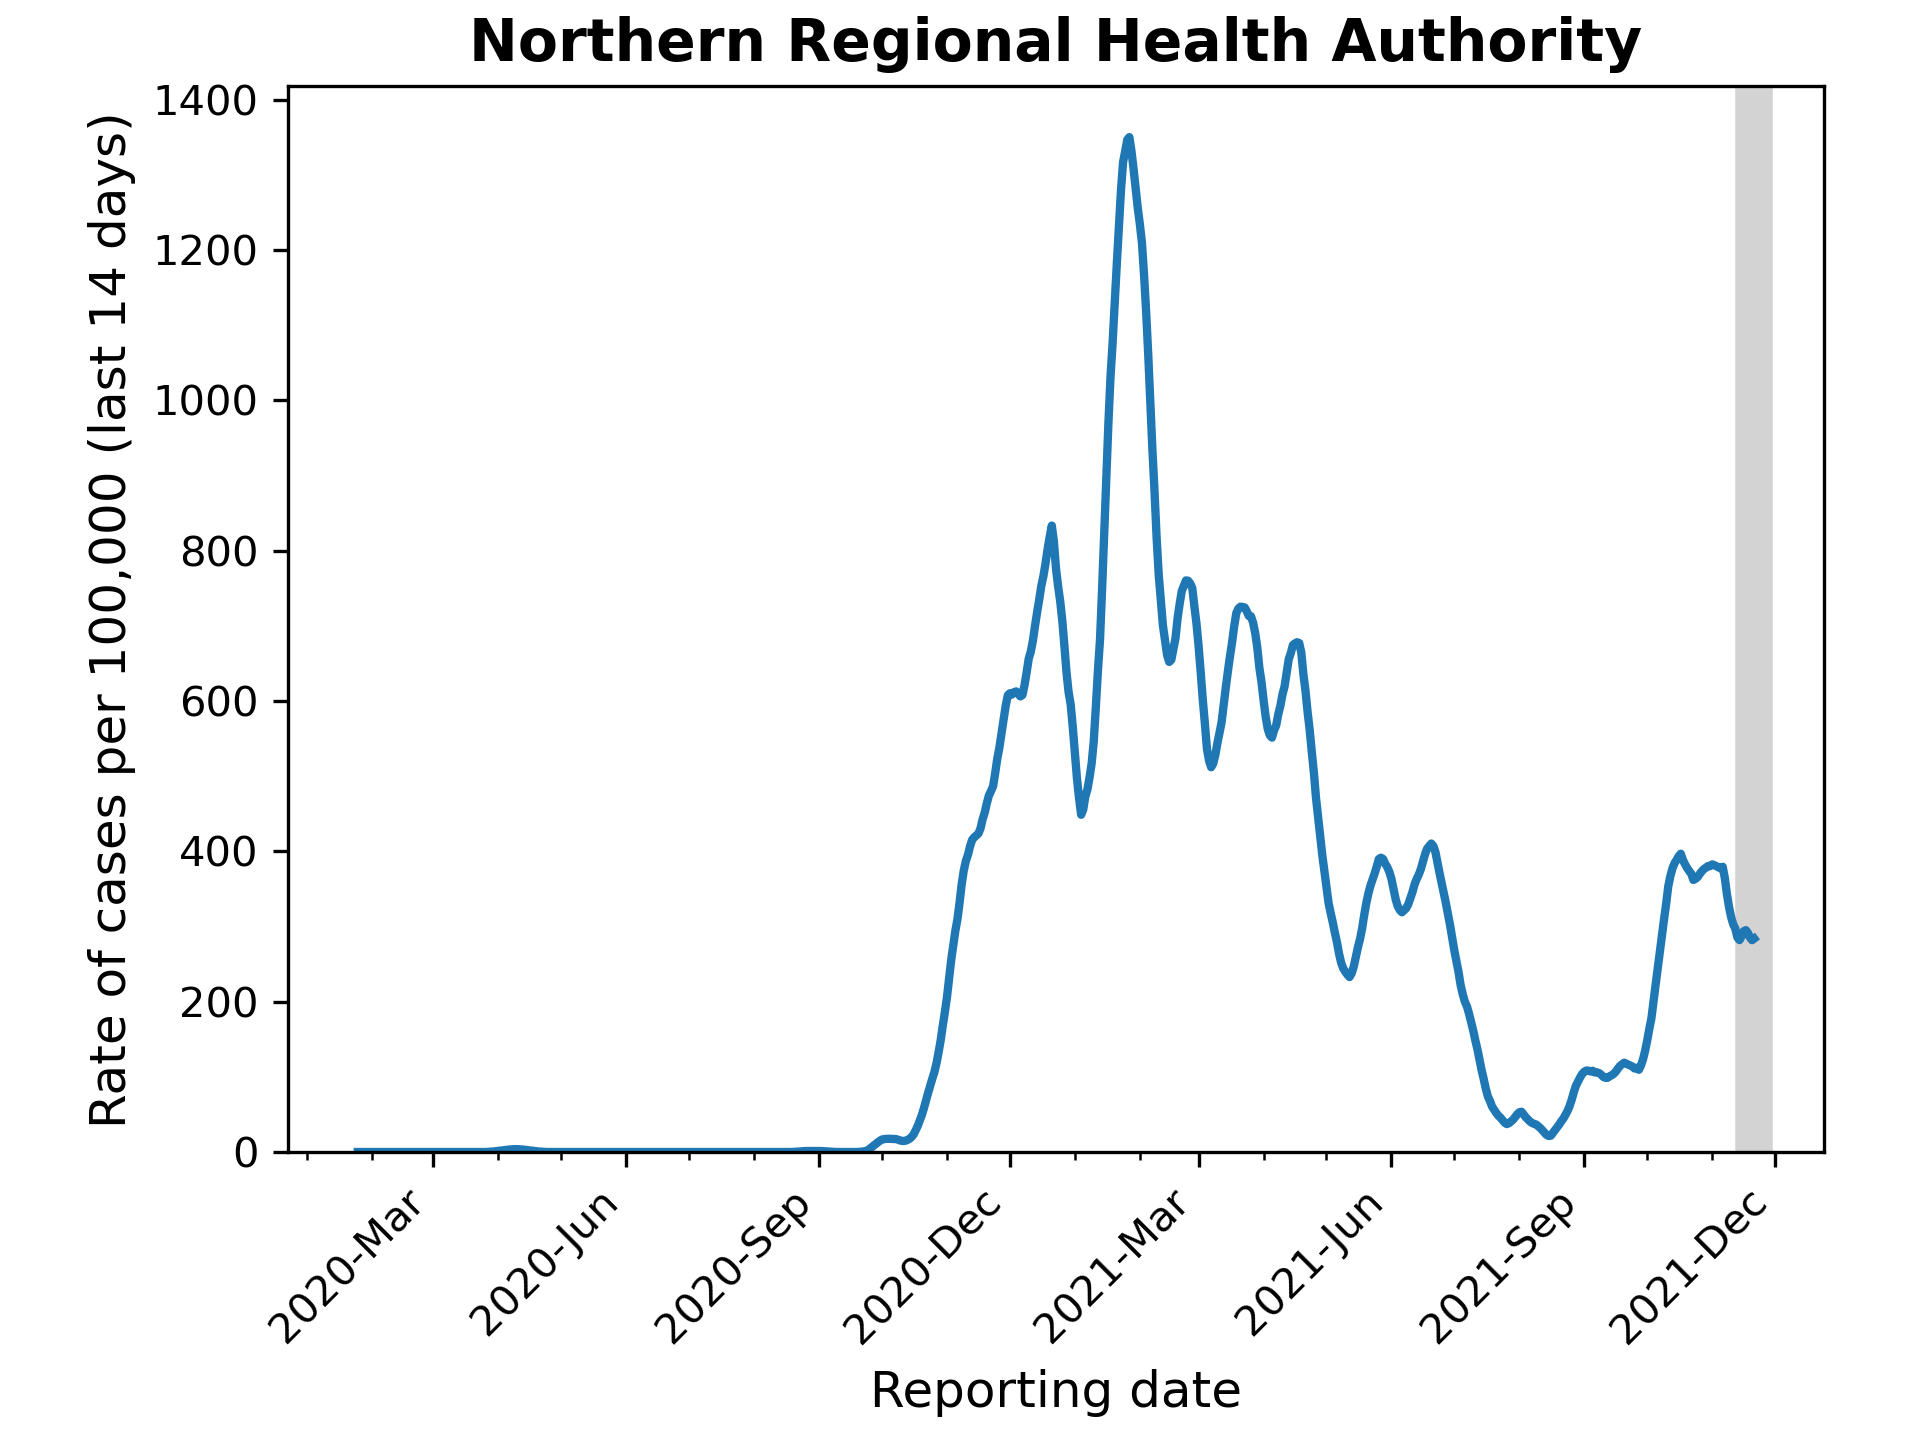 Northern Regional Health Authority
Rate of cases per 100,000 (last 14 days)
1400
1200
1000
800
600
400
200
0
2020-Mar
2020-Jun
2020-Sep
2020-Dec
2021-Mar
2021-Jun
2021-Sep
2021-Dec
Reporting date